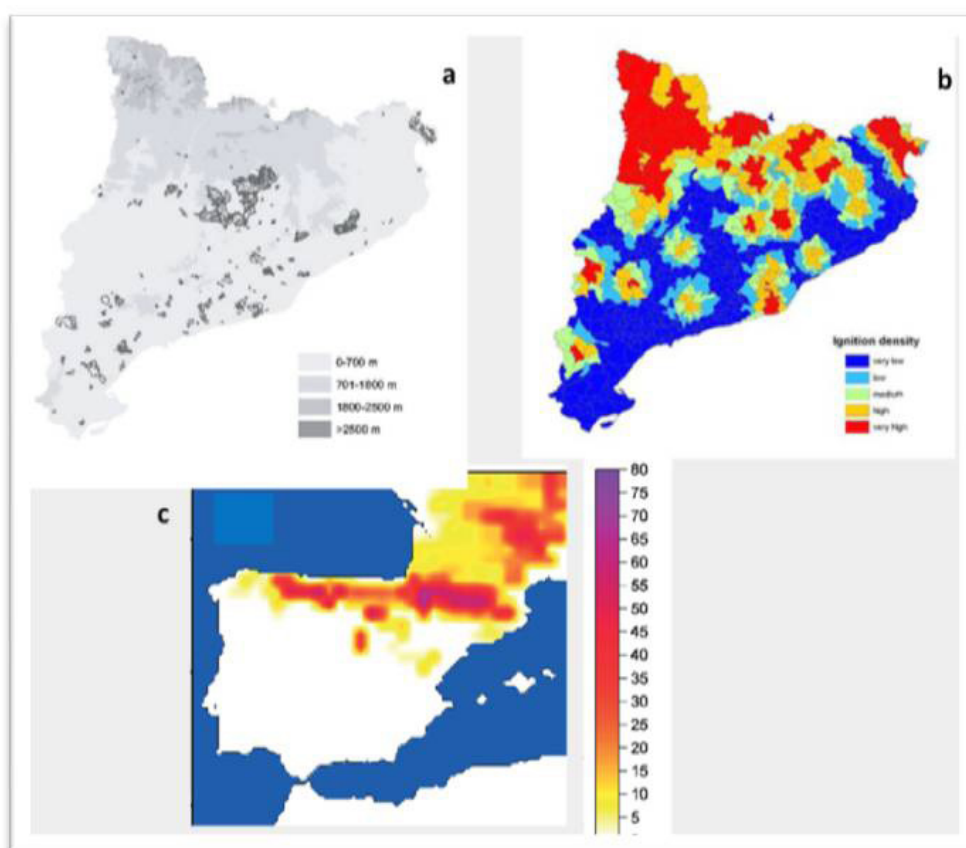 a
0-700 m
701-1800 m
1800-2500 m
>2500 m
b
Ignition density
very low
low
medium
high
very high
c
80
75
70
65
60
55
50
45
40
35
30
25
20
15
10
5